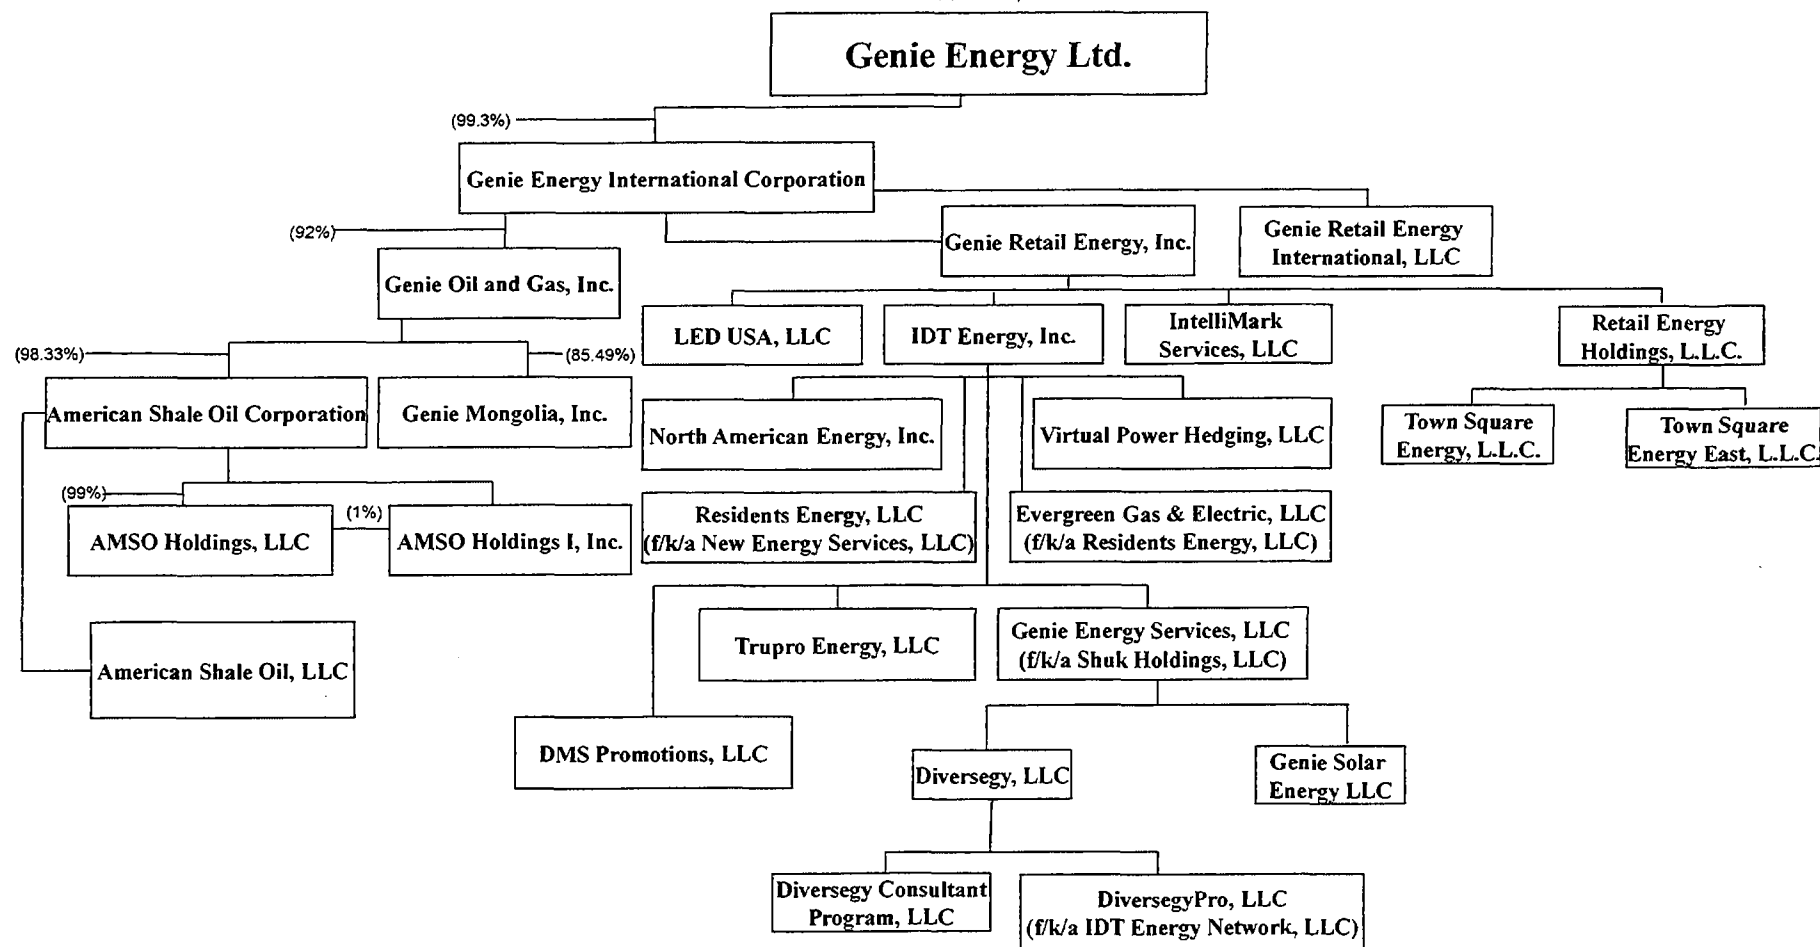 Genie Energy Ltd.
(99.3%)
Genie Energy International Corporation
(92%)
Genie Retail Energy, Inc.
Genie Retail Energy
International, LLC
Genie Oil and Gas, Inc.
LED USA, LLC
IDT Energy, Inc.
IntelliMark
Services, LLC
Retail Energy
Holdings, L.L.C.
(98.33%)
(85.49%)
American Shale Oil Corporation
Genie Mongolia, Inc.
North American Energy, Inc.
Virtual Power Hedging, LLC
Town Square
Energy, L.L.C.
Town Square
Energy East, L.L.C.
(99%)
(1%)
AMSO Holdings, LLC
AMSO Holdings I, Inc.
Residents Energy, LLC
(f/k/a New Energy Services, LLC)
Evergreen Gas & Electric, LLC
(f/k/a Residents Energy, LLC)
American Shale Oil, LLC
Trupro Energy, LLC
Genie Energy Services, LLC
(f/k/a Shuk Holdings, LLC)
DMS Promotions, LLC
Diversegy, LLC
Genie Solar
Energy LLC
Diversegy Consultant
Program, LLC
DiversegyPro, LLC
(f/k/a IDT Energy Network, LLC)